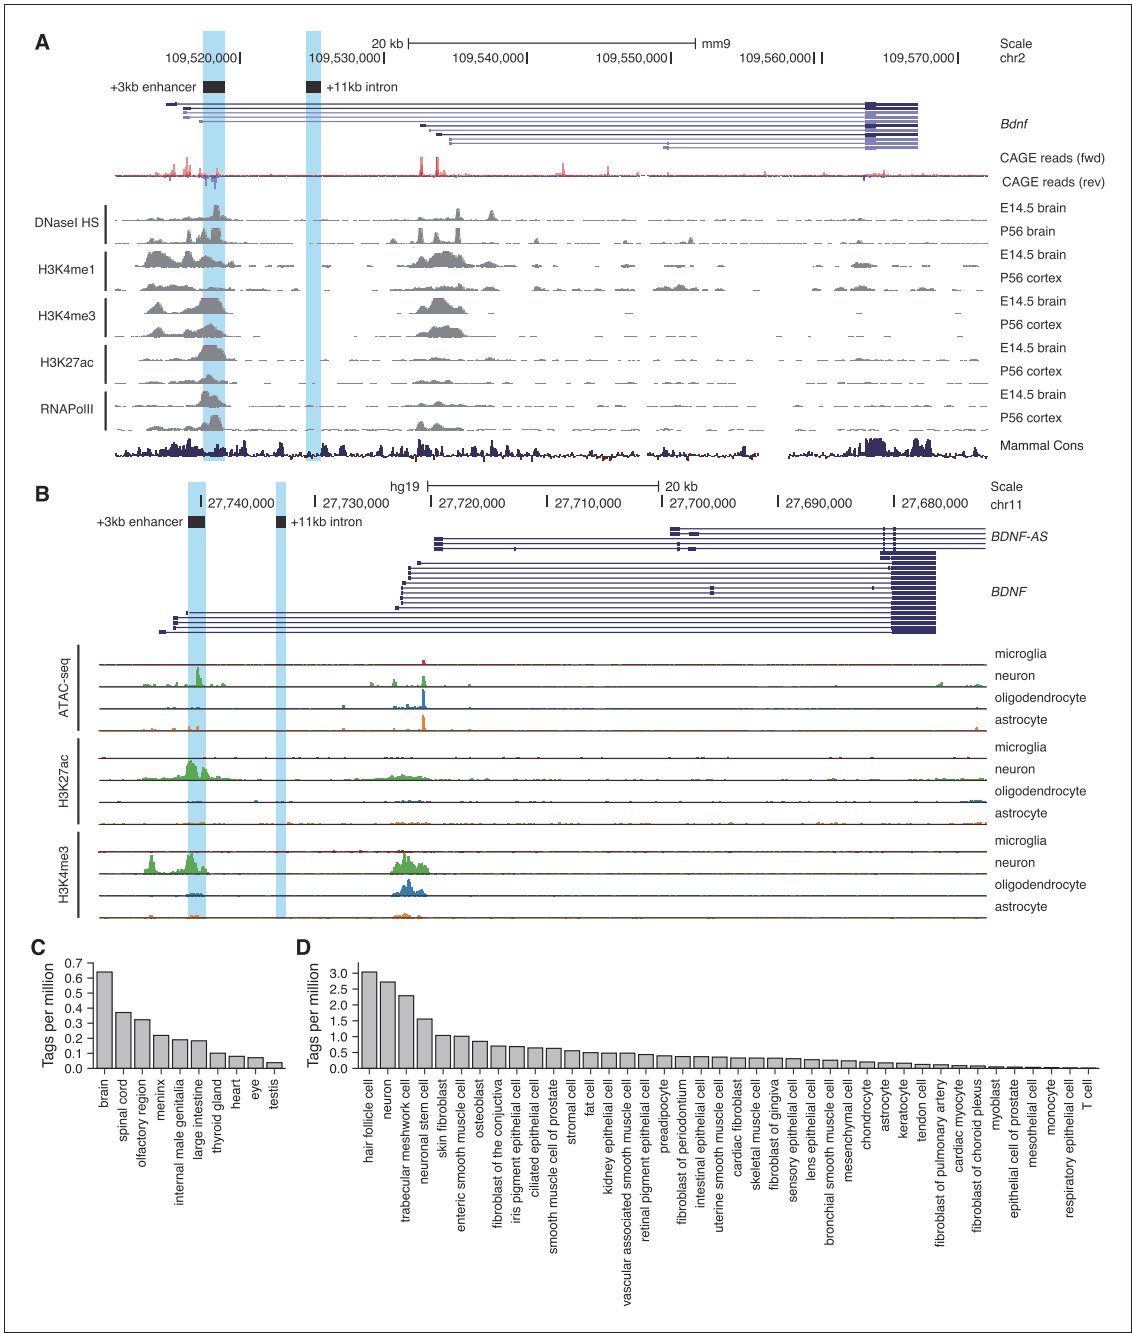 A
20 kb
mm9
Scale
109,520,000
109,530,000
109,540,000
109,550,000
109,560,000
109,570,000
chr2
+3kb enhancer
+11kb intron
Bdnf
CAGE reads (fwd)
CAGE reads (rev)
DNaseI HS
E14.5 brain
P56 brain
H3K4me1
E14.5 brain
P56 cortex
H3K4me3
E14.5 brain
P56 cortex
H3K27ac
E14.5 brain
P56 cortex
RNAPolII
E14.5 brain
P56 cortex
Mammal Cons
B
hg19
20 kb
Scale
27,740,000
27,730,000
27,720,000
27,710,000
27,700,000
27,690,000
27,680,000
chr11
+3kb enhancer
+11kb intron
BDNF-AS
BDNF
ATAC-seq
microglia
neuron
oligodendrocyte
astrocyte
H3K27ac
microglia
neuron
oligodendrocyte
astrocyte
H3K4me3
microglia
neuron
oligodendrocyte
astrocyte
C
Tags per million
0.7
0.6
0.5
0.4
0.3
0.2
0.1
0.0
brain
spinal cord
olfactory region
meninx
internal male genitalia
large intestine
thyroid gland
heart
eye
testis
D
Tags per million
3.0
2.5
2.0
1.5
1.0
0.5
0.0
hair follicle cell
neuron
trabecular meshwork cell
neuronal stem cell
skin fibroblast
enteric smooth muscle cell
osteoblast
fibroblast of the conjuctiva
iris pigment epithelial cell
ciliated epithelial cell
smooth muscle cell of prostate
stromal cell
fat cell
kidney epithelial cell
vascular associated smooth muscle cell
retinal pigment epithelial cell
preadipocyte
fibroblast of periodontium
intestinal epithelial cell
uterine smooth muscle cell
cardiac fibroblast
skeletal muscle cell
fibroblast of gingiva
sensory epithelial cell
lens epithelial cell
bronchial smooth muscle cell
mesenchymal cell
chondrocyte
astrocyte
keratocyte
tendon cell
fibroblast of pulmonary artery
cardiac myocyte
fibroblast of choroid plexus
myoblast
epithelial cell of prostate
mesothelial cell
monocyte
respiratory epithelial cell
T cell